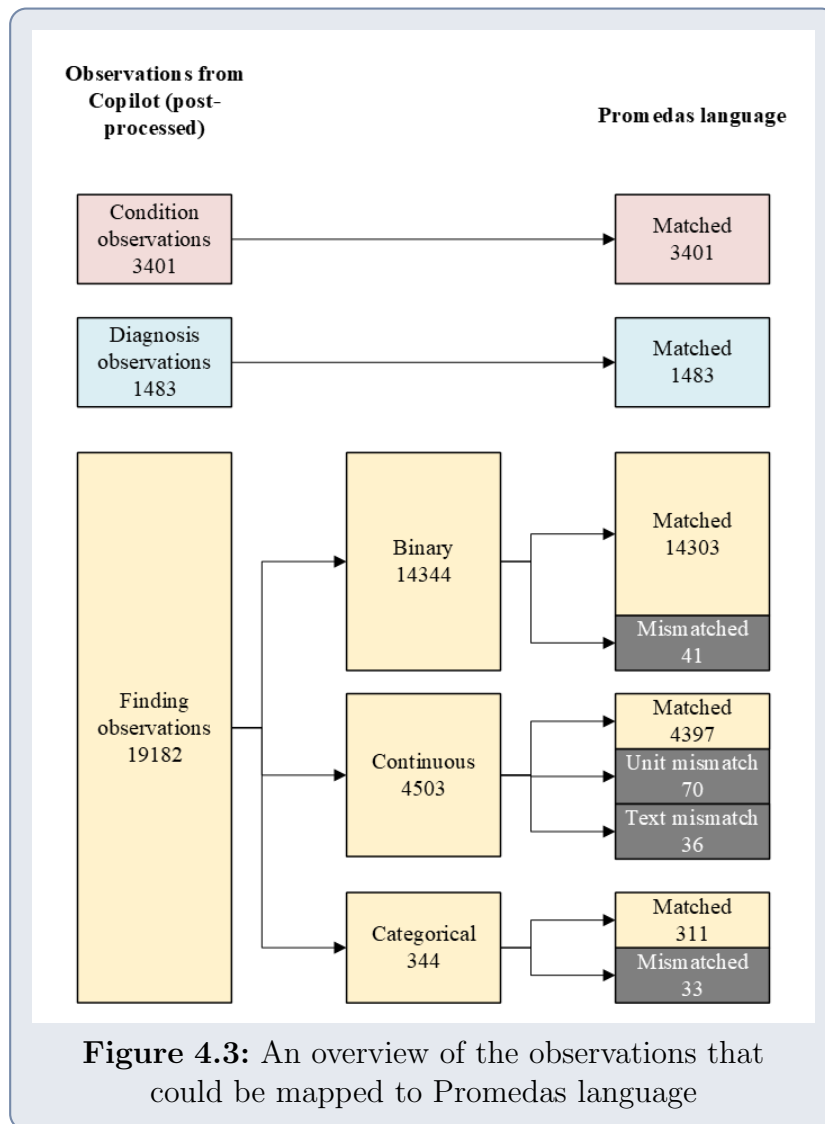 Observations from
Copilot (post-
processed)
Promedas language
Condition
observations
3401
Matched
3401
Diagnosis
observations
1483
Matched
1483
Finding
observations
19182
Binary
14344
Matched
14303
Mismatched
41
Continuous
4503
Matched
4397
Unit mismatch
70
Text mismatch
36
Categorical
344
Matched
311
Mismatched
33
Figure 4.3: An overview of the observations that
could be mapped to Promedas language